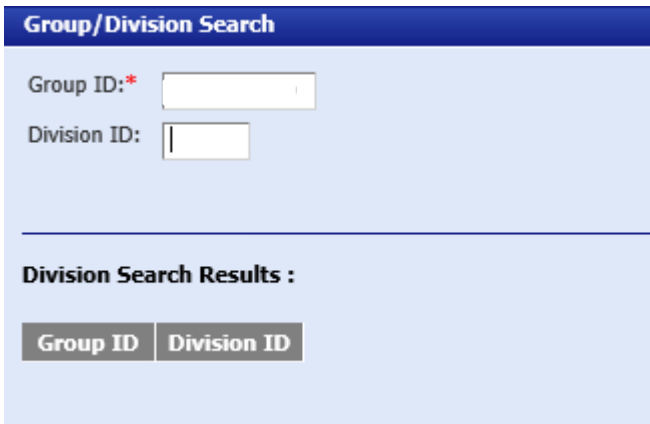 Group/Division Search
Group ID:*
Division ID:
Division Search Results :
Group ID Division ID